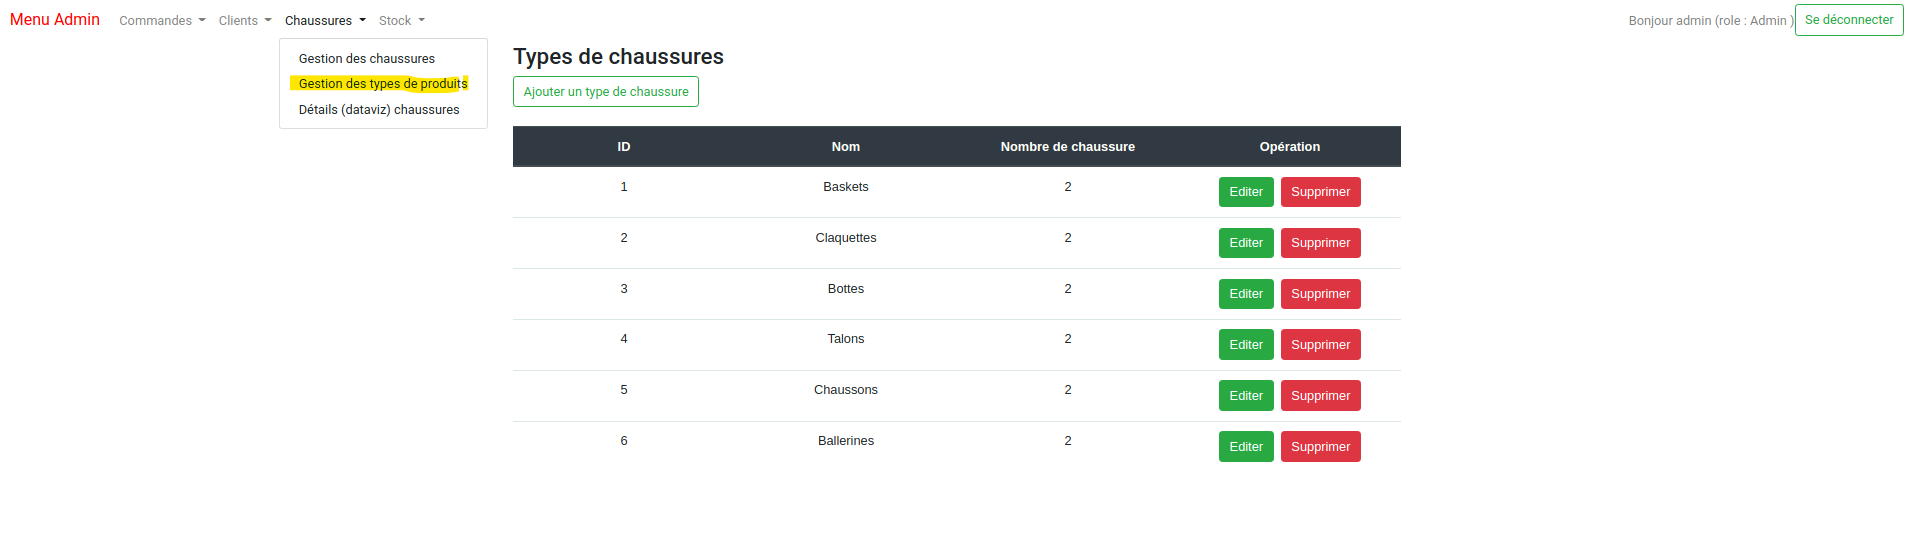 Menu Admin Commandes Clients Chaussures Stock Bonjour admin (role : Admin ) Se déconnecter
Gestion des chaussures
Gestion des types de produits
Détails (dataviz) chaussures
Types de chaussures
Ajouter un type de chaussure
ID Nom Nombre de chaussure Opération
1 Baskets 2 Editer Supprimer
2 Claquettes 2 Editer Supprimer
3 Bottes 2 Editer Supprimer
4 Talons 2 Editer Supprimer
5 Chaussons 2 Editer Supprimer
6 Ballerines 2 Editer Supprimer